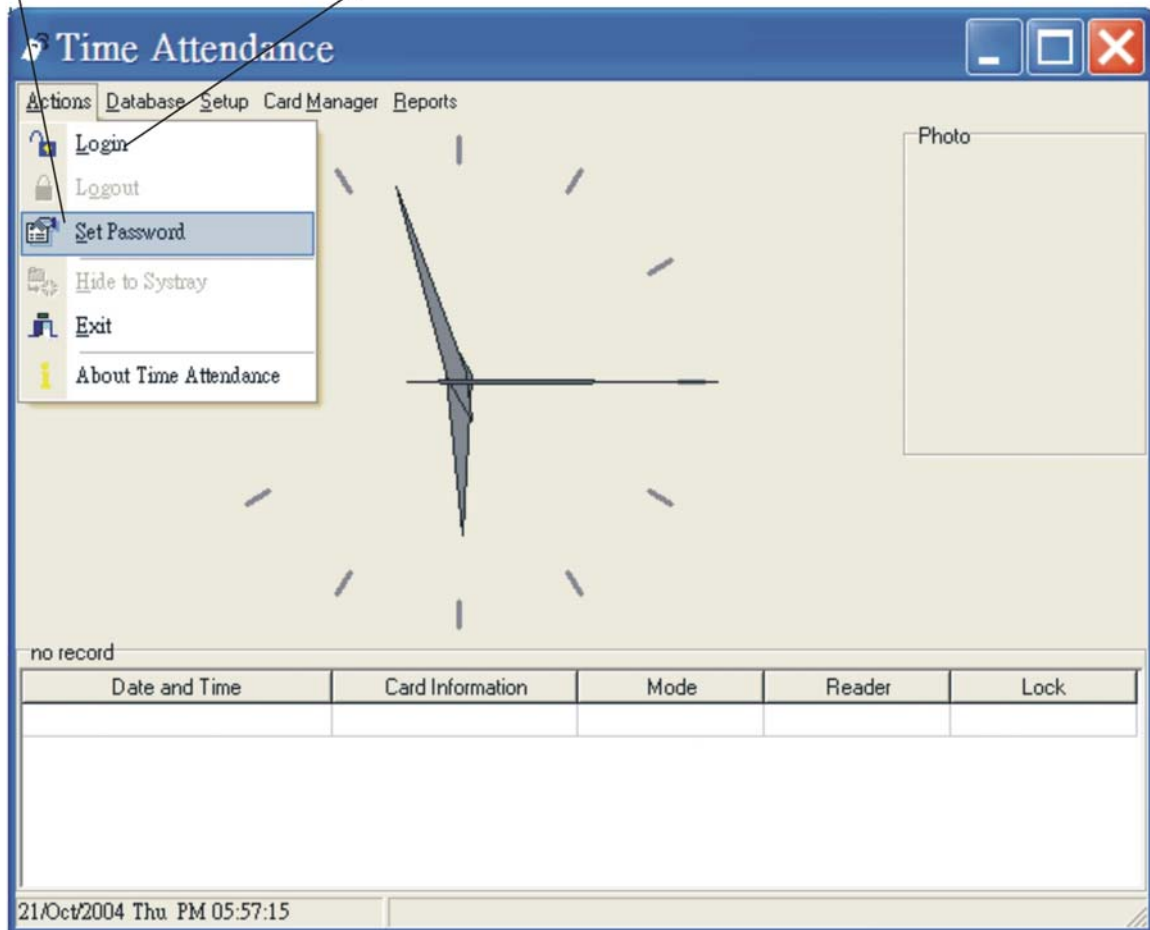 Time Attendance
Actions Database Setup Card Manager Reports
Login
Logout
Set Password
Hide to Systray
Exit
About Time Attendance
Photo
no record
Date and Time Card Information Mode Reader Lock
21/Oct/2004 Thu PM 05:57:15